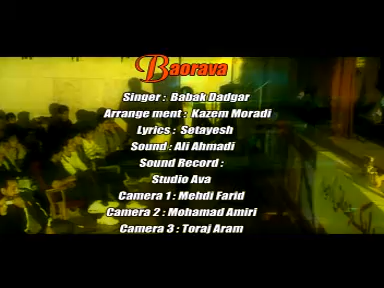 Baorava
Singer : Babak Dadgar
Arrange ment : Kazem Moradi
Lyrics : Setayesh
Sound : Ali Ahmadi
Sound Record :
Studio Ava
Camera 1 : Mehdi Farid
Camera 2 : Mohamad Amiri
Camera 3 : Toraj Aram